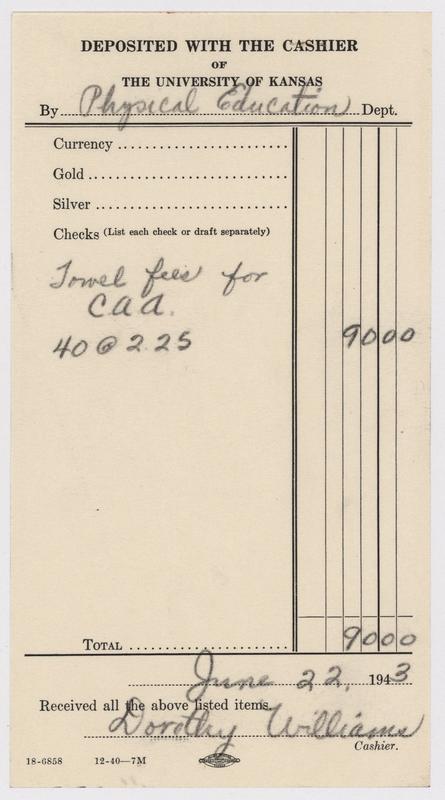 DEPOSITED WITH THE CASHIER
OF
THE UNIVERSITY OF KANSAS
By Physical Education Dept.
Currency
Gold
Silver
Checks (List each check or draft separately)
Towel fees for
C.A.A.
40 @ 2.25 90 00
TOTAL 90 00
June 22, 1943
Received all the above listed items.
Dorothy Williams
Cashier.
18-6858 12-40—7M